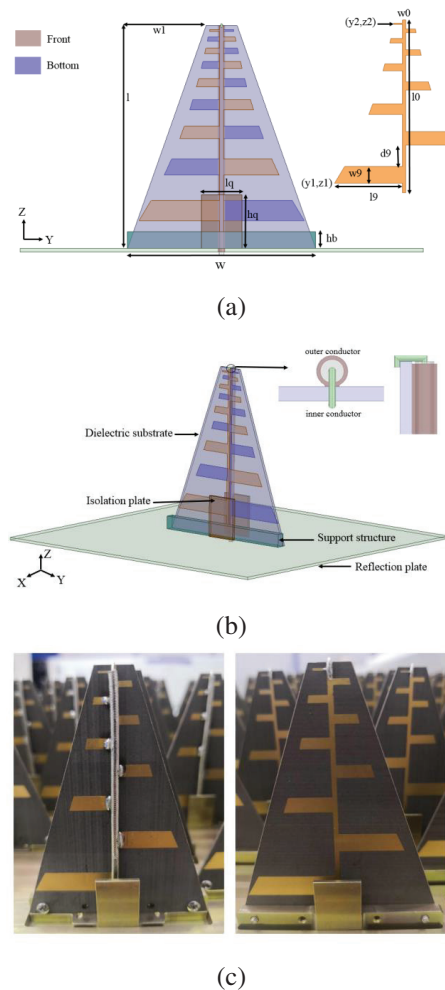 Front
Bottom
w1
l
lq
hq
hb
w
Z
Y
w0
(y2,z2)
l0
d9
w9
(y1,z1)
l9
(a)
outer conductor
inner conductor
Dielectric substrate
Isolation plate
Support structure
Reflection plate
Z
X
Y
(b)
(c)